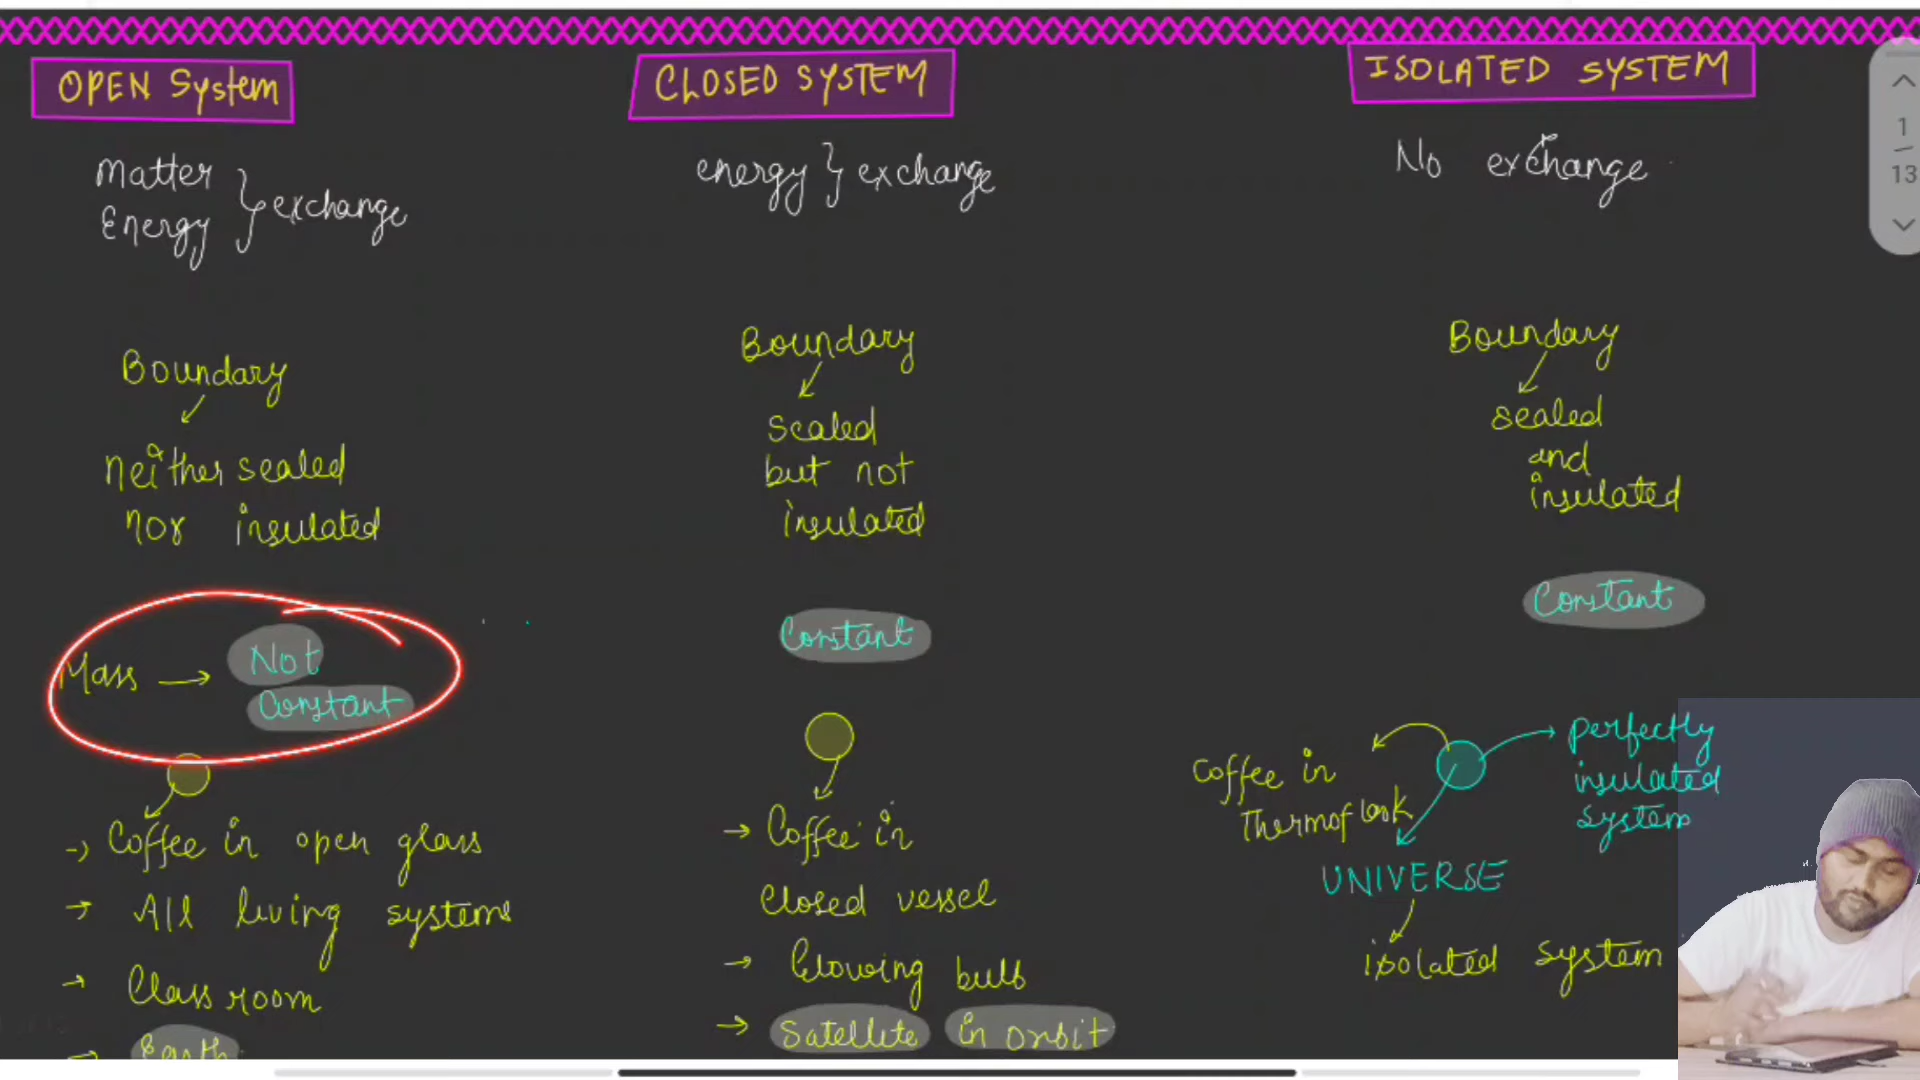 OPEN System
Matter
Energy } exchange
Boundary
neither sealed
nor insulated
Mass → Not
Constant
-> Coffee in open glass
→ All living systems
→ Class room
→ Earth
CLOSED SYSTEM
energy } exchange
Boundary
sealed
but not
insulated
Constant
→ Coffee in
Closed vessel
→ Glowing bulb
→ Satellite in orbit
ISOLATED SYSTEM
No exchange
Boundary
sealed
and
insulated
Constant
Coffee in
Thermoflask
perfectly
insulated
system
UNIVERSE
isolated system
1
13